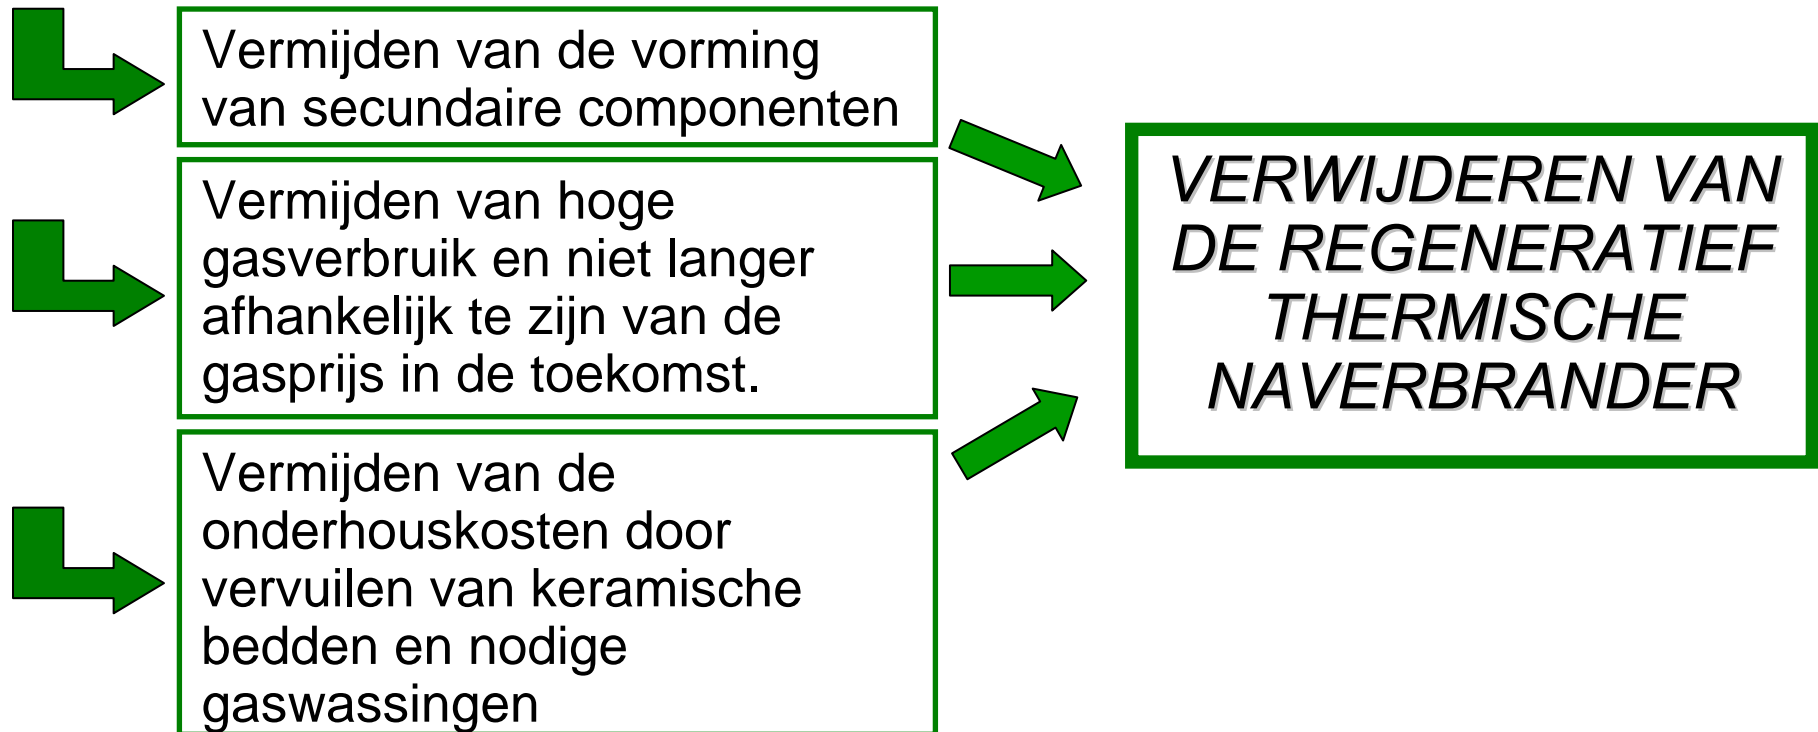 Vermijden van de vorming
van secundaire componenten
Vermijden van hoge
gasverbruik en niet langer
afhankelijk te zijn van de
gasprijs in de toekomst.
Vermijden van de
onderhouskosten door
vervuilen van keramische
bedden en nodige
gaswassingen
VERWIJDEREN VAN
DE REGENERATIEF
THERMISCHE
NAVERBRANDER